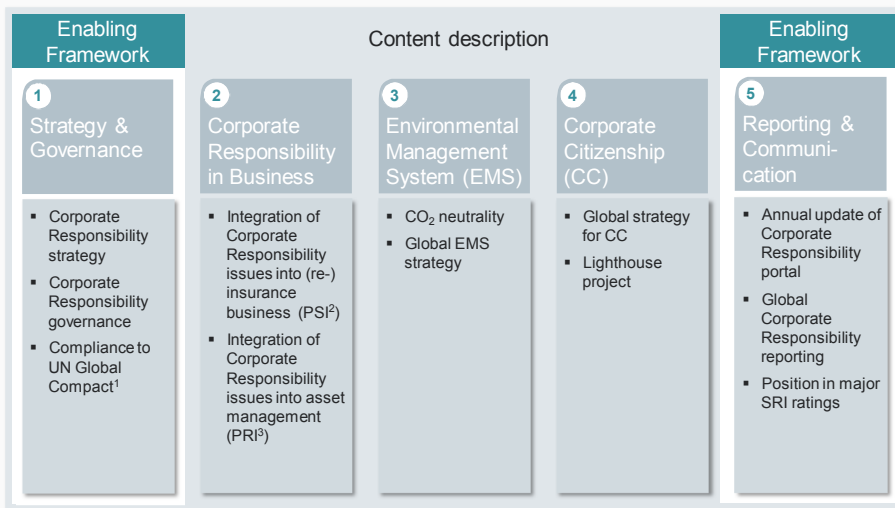 Enabling
Framework
Content description
Enabling
Framework
1
Strategy &
Governance
▪ Corporate
Responsibility
strategy
▪ Corporate
Responsibility
governance
▪ Compliance to
UN Global
Compact¹
2
Corporate
Responsibility
in Business
▪ Integration of
Corporate
Responsibility
issues into (re-)
insurance
business (PSI²)
▪ Integration of
Corporate
Responsibility
issues into asset
management
(PRI³)
3
Environmental
Management
System (EMS)
▪ CO₂ neutrality
▪ Global EMS
strategy
4
Corporate
Citizenship
(CC)
▪ Global strategy
for CC
▪ Lighthouse
project
5
Reporting &
Communi-
cation
▪ Annual update of
Corporate
Responsibility
portal
▪ Global
Corporate
Responsibility
reporting
▪ Position in major
SRI ratings